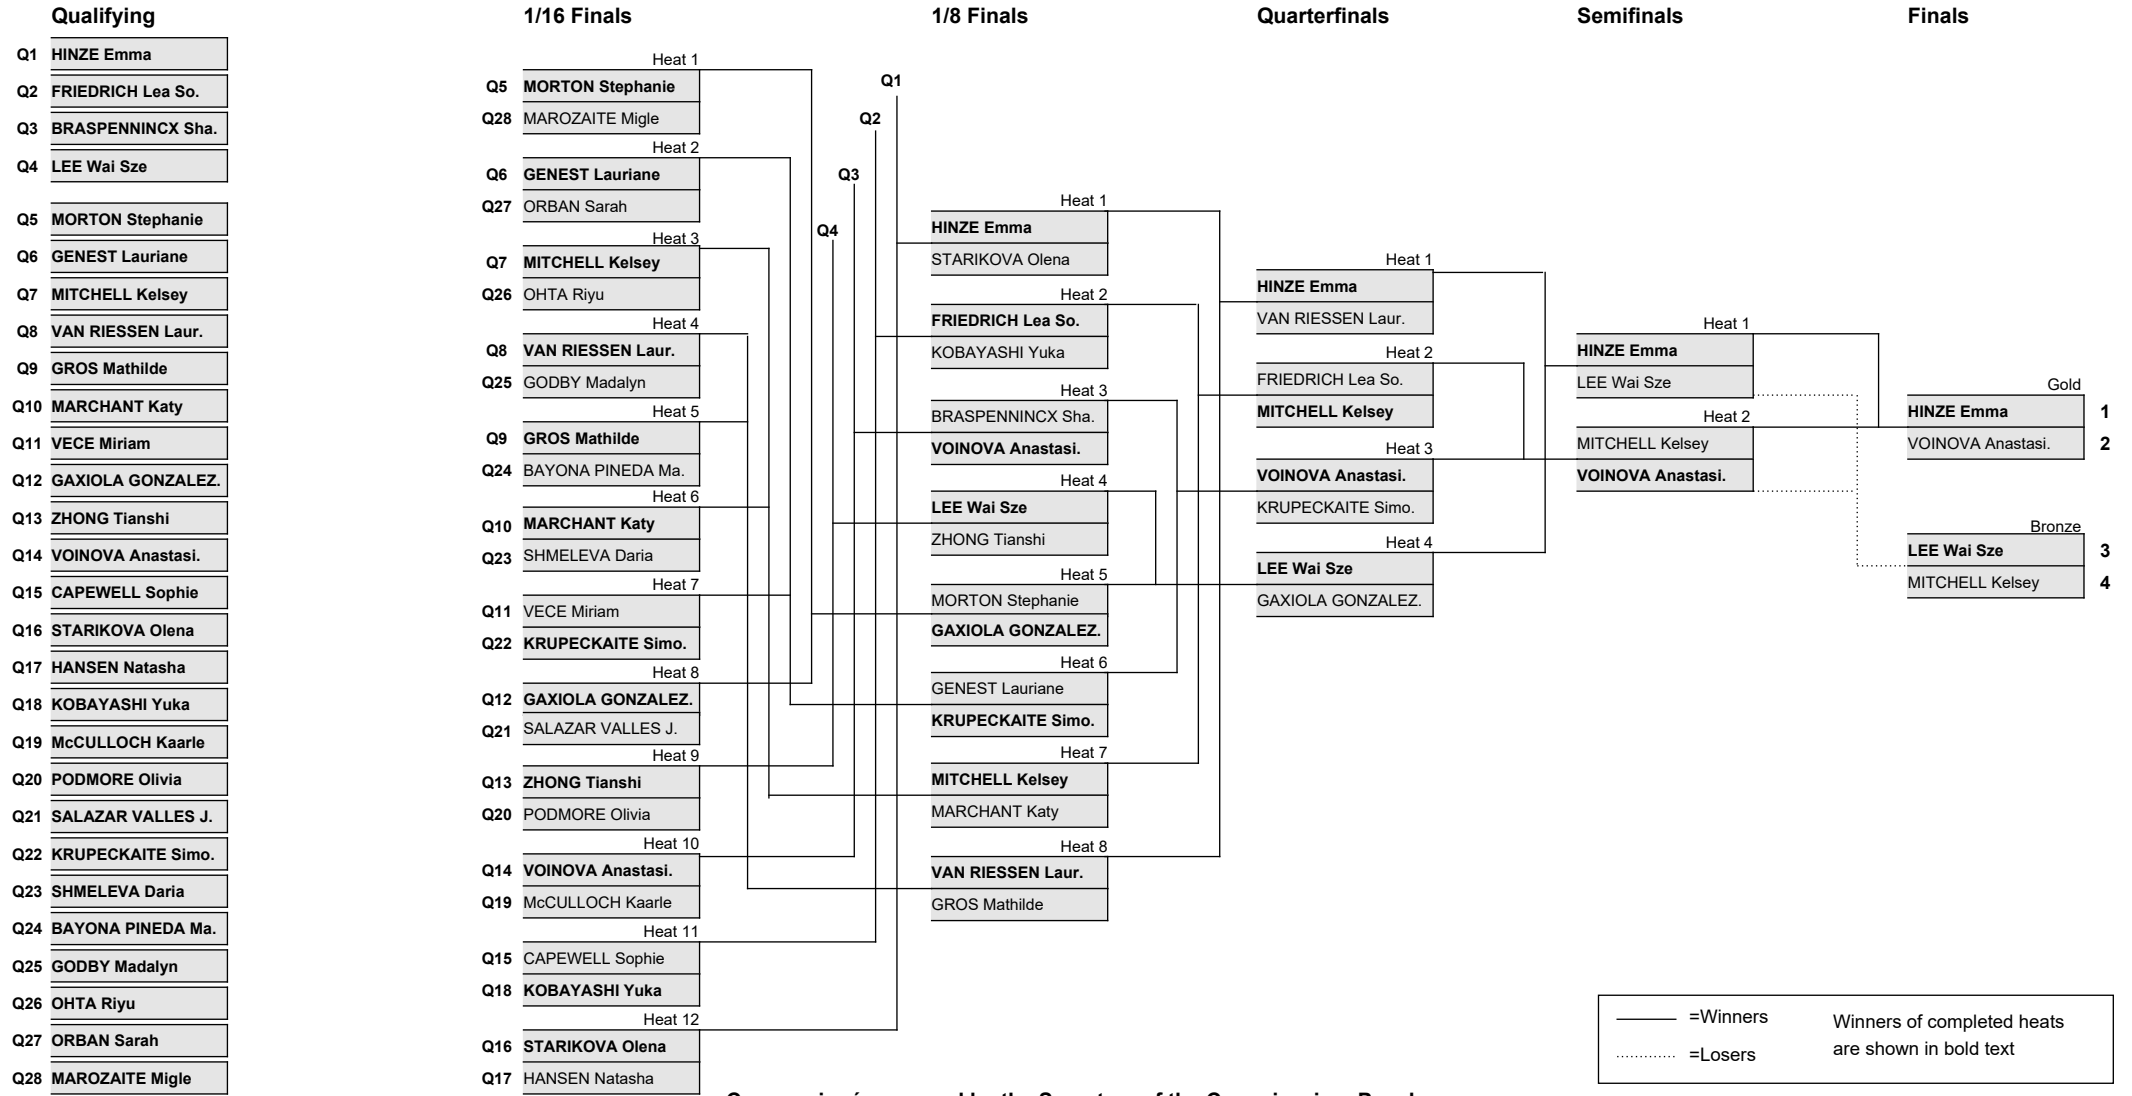 Qualifying
1/16 Finals
1/8 Finals
Quarterfinals
Semifinals
Finals
Q1 HINZE Emma
Q2 FRIEDRICH Lea So.
Q3 BRASPENNINCX Sha.
Q4 LEE Wai Sze
Q5 MORTON Stephanie
Q6 GENEST Lauriane
Q7 MITCHELL Kelsey
Q8 VAN RIESSEN Laur.
Q9 GROS Mathilde
Q10 MARCHANT Katy
Q11 VECE Miriam
Q12 GAXIOLA GONZALEZ.
Q13 ZHONG Tianshi
Q14 VOINOVA Anastasi.
Q15 CAPEWELL Sophie
Q16 STARIKOVA Olena
Q17 HANSEN Natasha
Q18 KOBAYASHI Yuka
Q19 McCULLOCH Kaarle
Q20 PODMORE Olivia
Q21 SALAZAR VALLES J.
Q22 KRUPECKAITE Simo.
Q23 SHMELEVA Daria
Q24 BAYONA PINEDA Ma.
Q25 GODBY Madalyn
Q26 OHTA Riyu
Q27 ORBAN Sarah
Q28 MAROZAITE Migle
Heat 1
Q5 MORTON Stephanie
Q28 MAROZAITE Migle
Heat 2
Q6 GENEST Lauriane
Q27 ORBAN Sarah
Heat 3
Q7 MITCHELL Kelsey
Q26 OHTA Riyu
Heat 4
Q8 VAN RIESSEN Laur.
Q25 GODBY Madalyn
Heat 5
Q9 GROS Mathilde
Q24 BAYONA PINEDA Ma.
Heat 6
Q10 MARCHANT Katy
Q23 SHMELEVA Daria
Heat 7
Q11 VECE Miriam
Q22 KRUPECKAITE Simo.
Heat 8
Q12 GAXIOLA GONZALEZ.
Q21 SALAZAR VALLES J.
Heat 9
Q13 ZHONG Tianshi
Q20 PODMORE Olivia
Heat 10
Q14 VOINOVA Anastasi.
Q19 McCULLOCH Kaarle
Heat 11
Q15 CAPEWELL Sophie
Q18 KOBAYASHI Yuka
Heat 12
Q16 STARIKOVA Olena
Q17 HANSEN Natasha
Q1
Q2
Q3
Q4
Heat 1
HINZE Emma
STARIKOVA Olena
Heat 2
FRIEDRICH Lea So.
KOBAYASHI Yuka
Heat 3
BRASPENNINCX Sha.
VOINOVA Anastasi.
Heat 4
LEE Wai Sze
ZHONG Tianshi
Heat 5
MORTON Stephanie
GAXIOLA GONZALEZ.
Heat 6
GENEST Lauriane
KRUPECKAITE Simo.
Heat 7
MITCHELL Kelsey
MARCHANT Katy
Heat 8
VAN RIESSEN Laur.
GROS Mathilde
Heat 1
HINZE Emma
VAN RIESSEN Laur.
Heat 2
FRIEDRICH Lea So.
MITCHELL Kelsey
Heat 3
VOINOVA Anastasi.
KRUPECKAITE Simo.
Heat 4
LEE Wai Sze
GAXIOLA GONZALEZ.
Heat 1
HINZE Emma
LEE Wai Sze
Heat 2
MITCHELL Kelsey
VOINOVA Anastasi.
Gold
HINZE Emma 1
VOINOVA Anastasi. 2
Bronze
LEE Wai Sze 3
MITCHELL Kelsey 4
=Winners
=Losers
Winners of completed heats
are shown in bold text